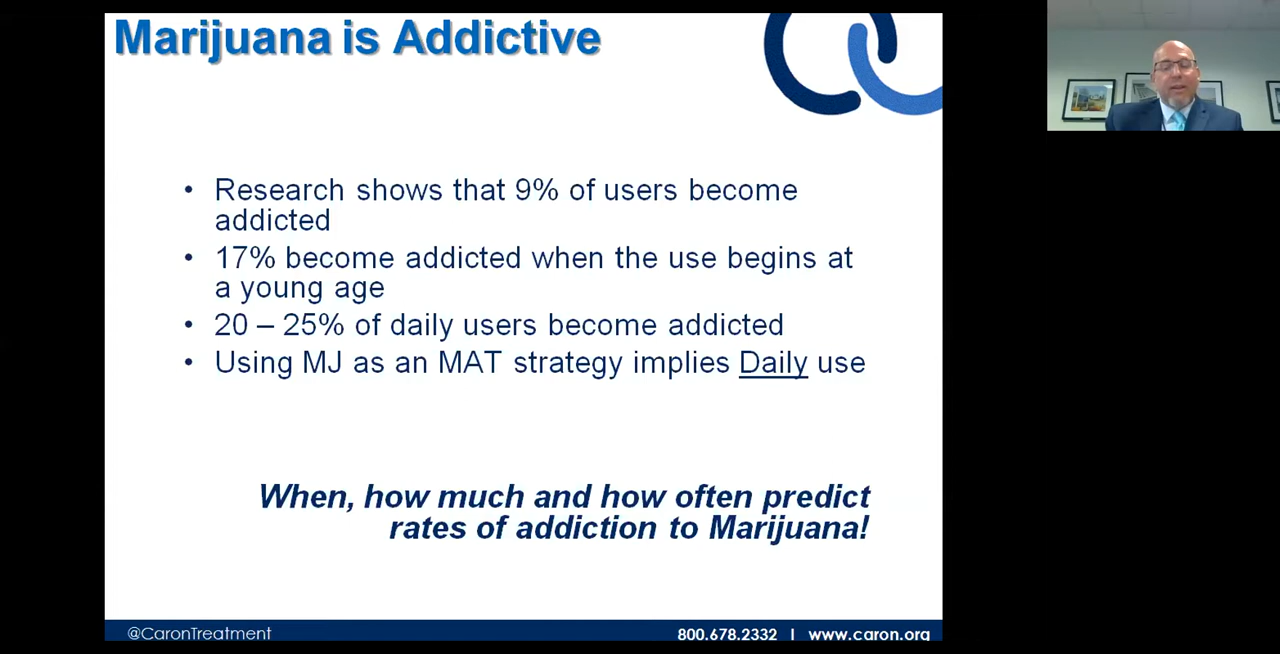 Marijuana is Addictive
• Research shows that 9% of users become
addicted
• 17% become addicted when the use begins at
a young age
• 20 – 25% of daily users become addicted
• Using MJ as an MAT strategy implies Daily use
When, how much and how often predict
rates of addiction to Marijuana!
@CaronTreatment 800.678.2332 | www.caron.org